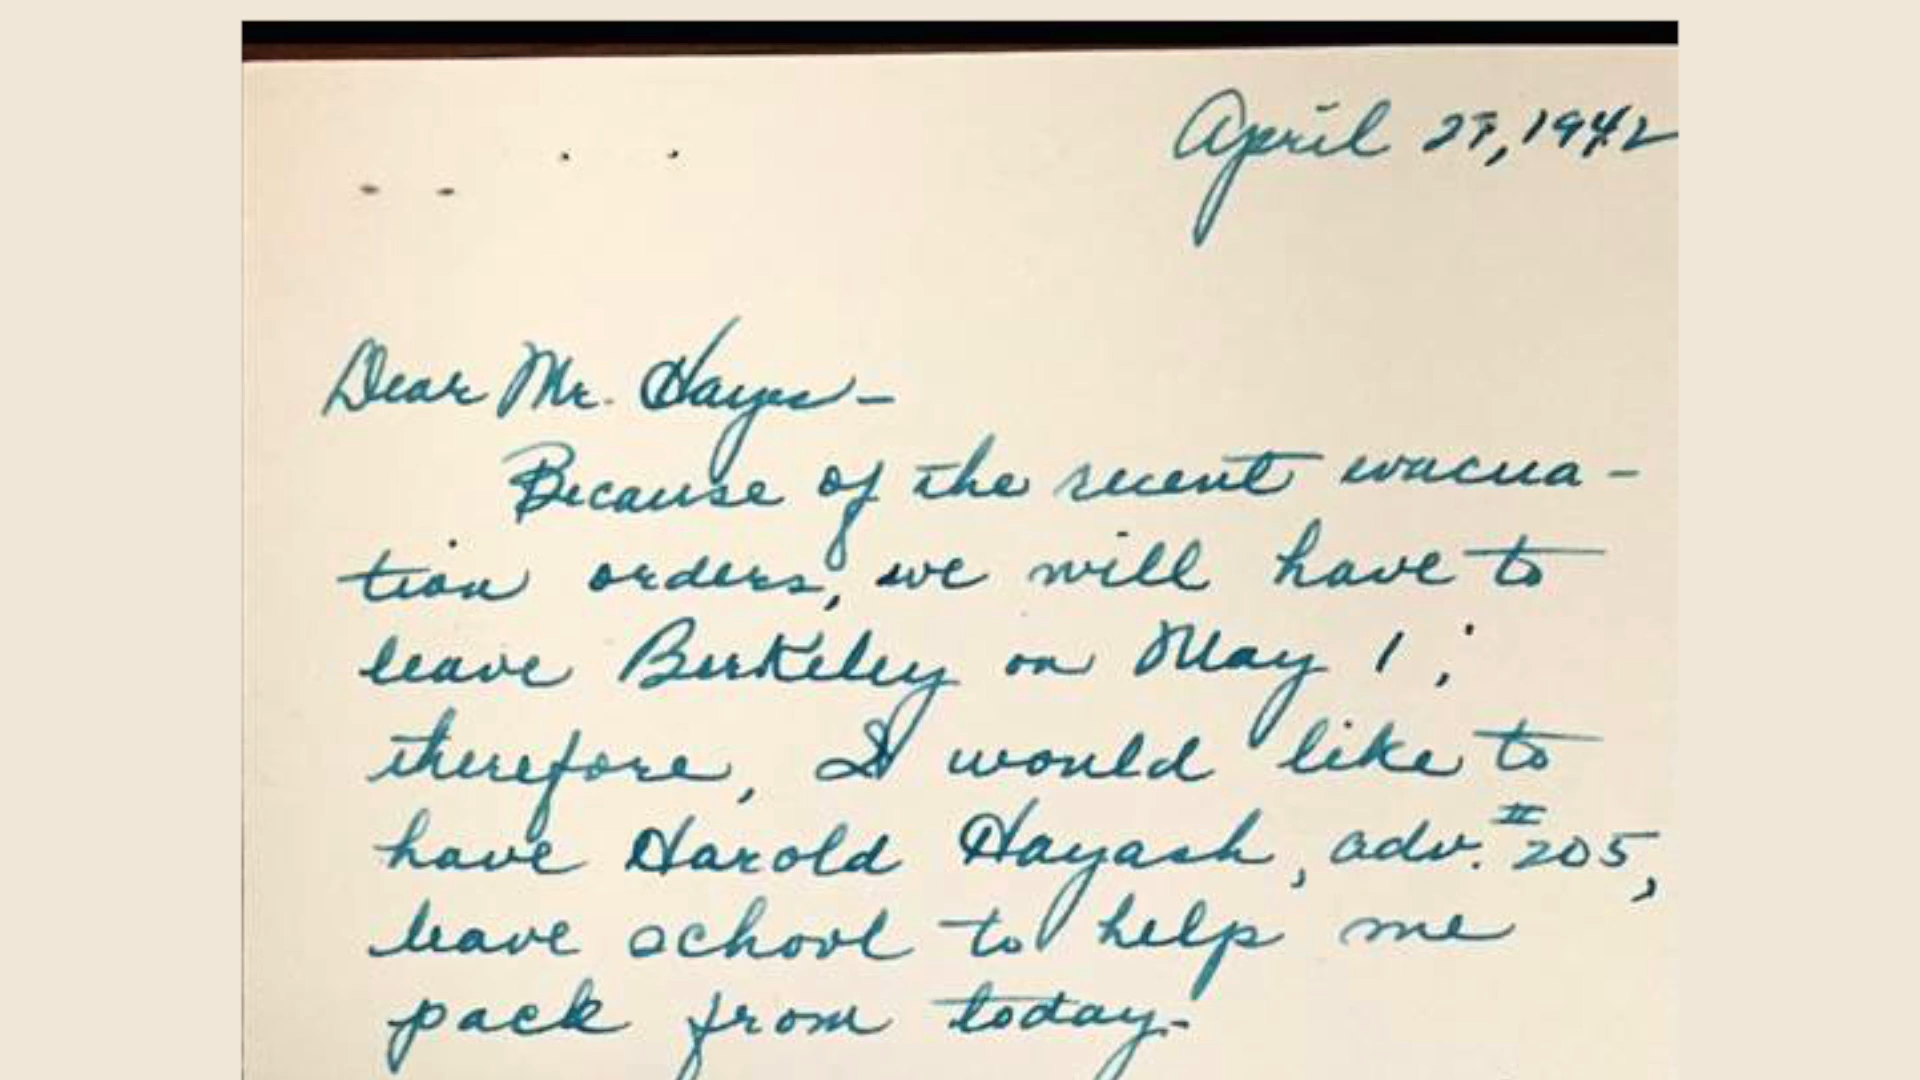 April 27, 1942
Dear Mr. Hayes –
Because of the recent evacua-
tion orders, we will have to
leave Berkeley on May 1;
therefore, I would like to
have Harold Hayash, adv. #205,
leave school to help me
pack from today.